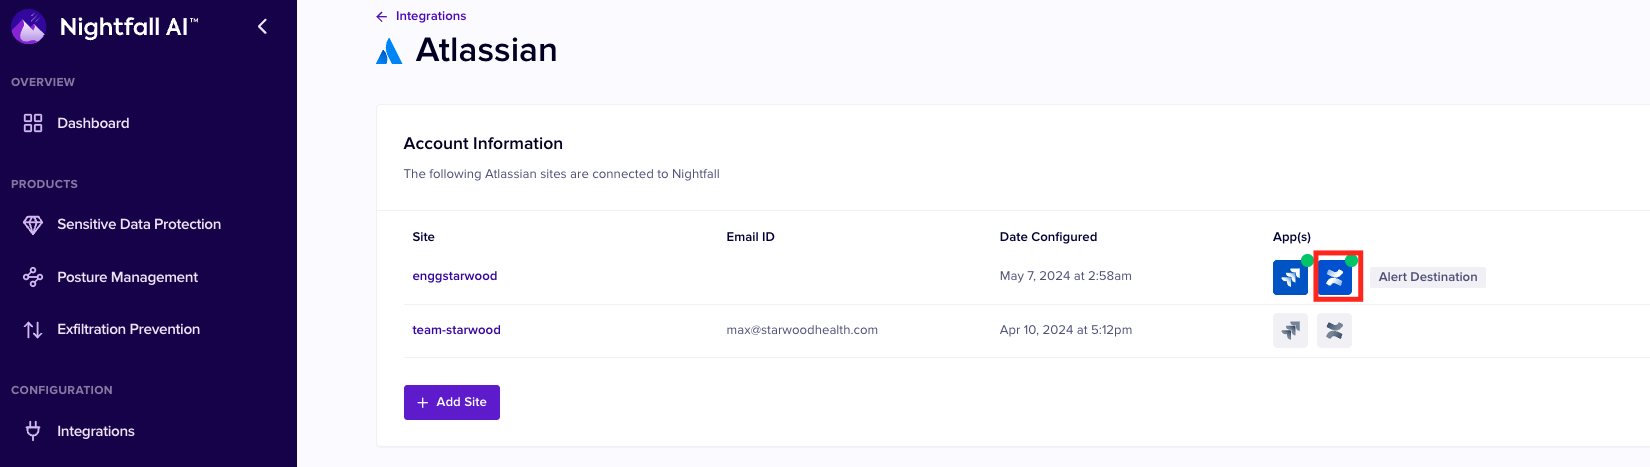 Nightfall AI™
OVERVIEW
Dashboard
PRODUCTS
Sensitive Data Protection
Posture Management
Exfiltration Prevention
CONFIGURATION
Integrations
Integrations
Atlassian
Account Information
The following Atlassian sites are connected to Nightfall
Site Email ID Date Configured App(s)
enggstarwood May 7, 2024 at 2:58am Alert Destination
team-starwood max@starwoodhealth.com Apr 10, 2024 at 5:12pm
+ Add Site